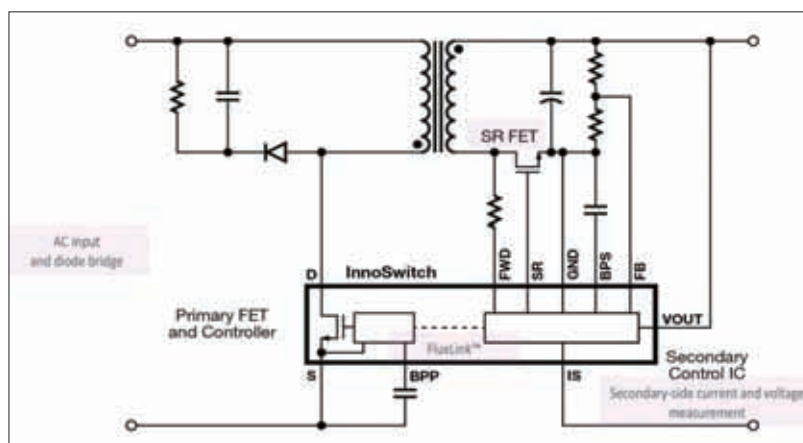 SR FET
AC input
and diode bridge
D
InnoSwitch
FWD
SR
GND
BPS
FB
Primary FET
and Controller
VOUT
FluxLink™
Secondary
Control IC
S
BPP
IS
Secondary-side current and voltage
measurement